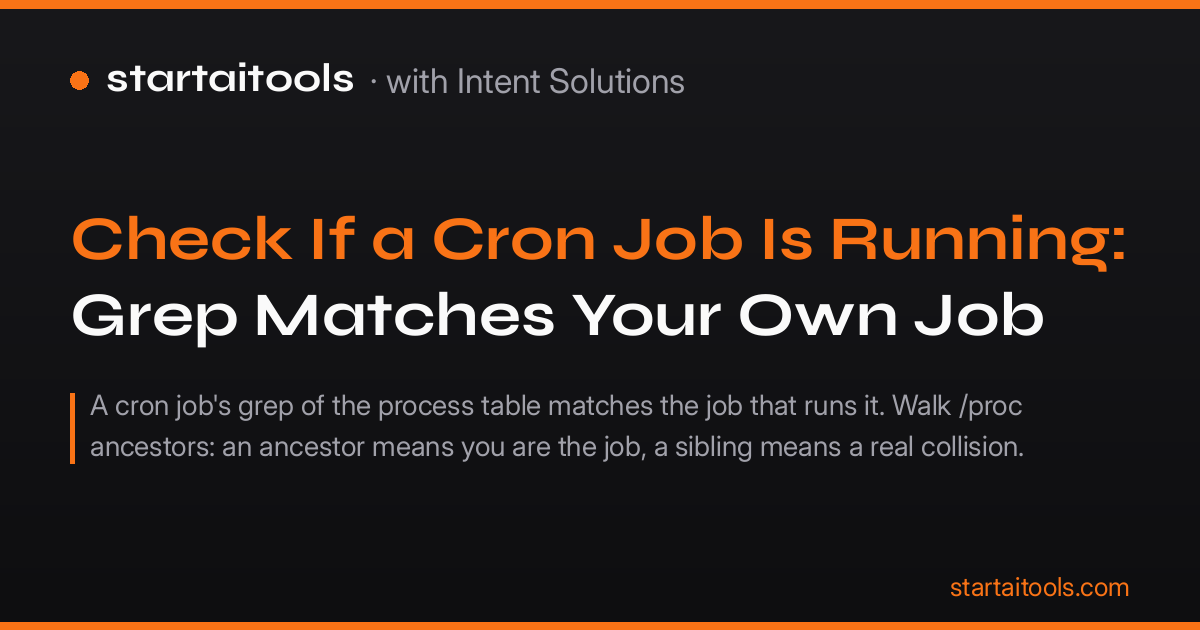 startaitools · with Intent Solutions
Check If a Cron Job Is Running:
Grep Matches Your Own Job
A cron job's grep of the process table matches the job that runs it. Walk /proc
ancestors: an ancestor means you are the job, a sibling means a real collision.
startaitools.com